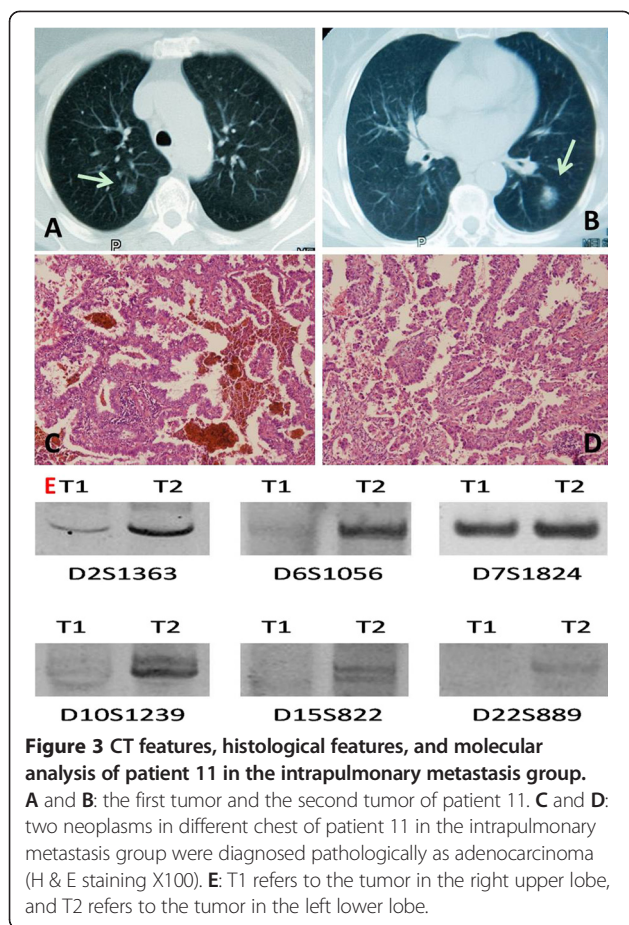 A
P
B
P
C
D
E T1 T2 T1 T2 T1 T2
D2S1363 D6S1056 D7S1824
T1 T2 T1 T2 T1 T2
D10S1239 D15S822 D22S889
Figure 3 CT features, histological features, and molecular
analysis of patient 11 in the intrapulmonary metastasis group.
A and B: the first tumor and the second tumor of patient 11. C and D:
two neoplasms in different chest of patient 11 in the intrapulmonary
metastasis group were diagnosed pathologically as adenocarcinoma
(H & E staining X100). E: T1 refers to the tumor in the right upper lobe,
and T2 refers to the tumor in the left lower lobe.